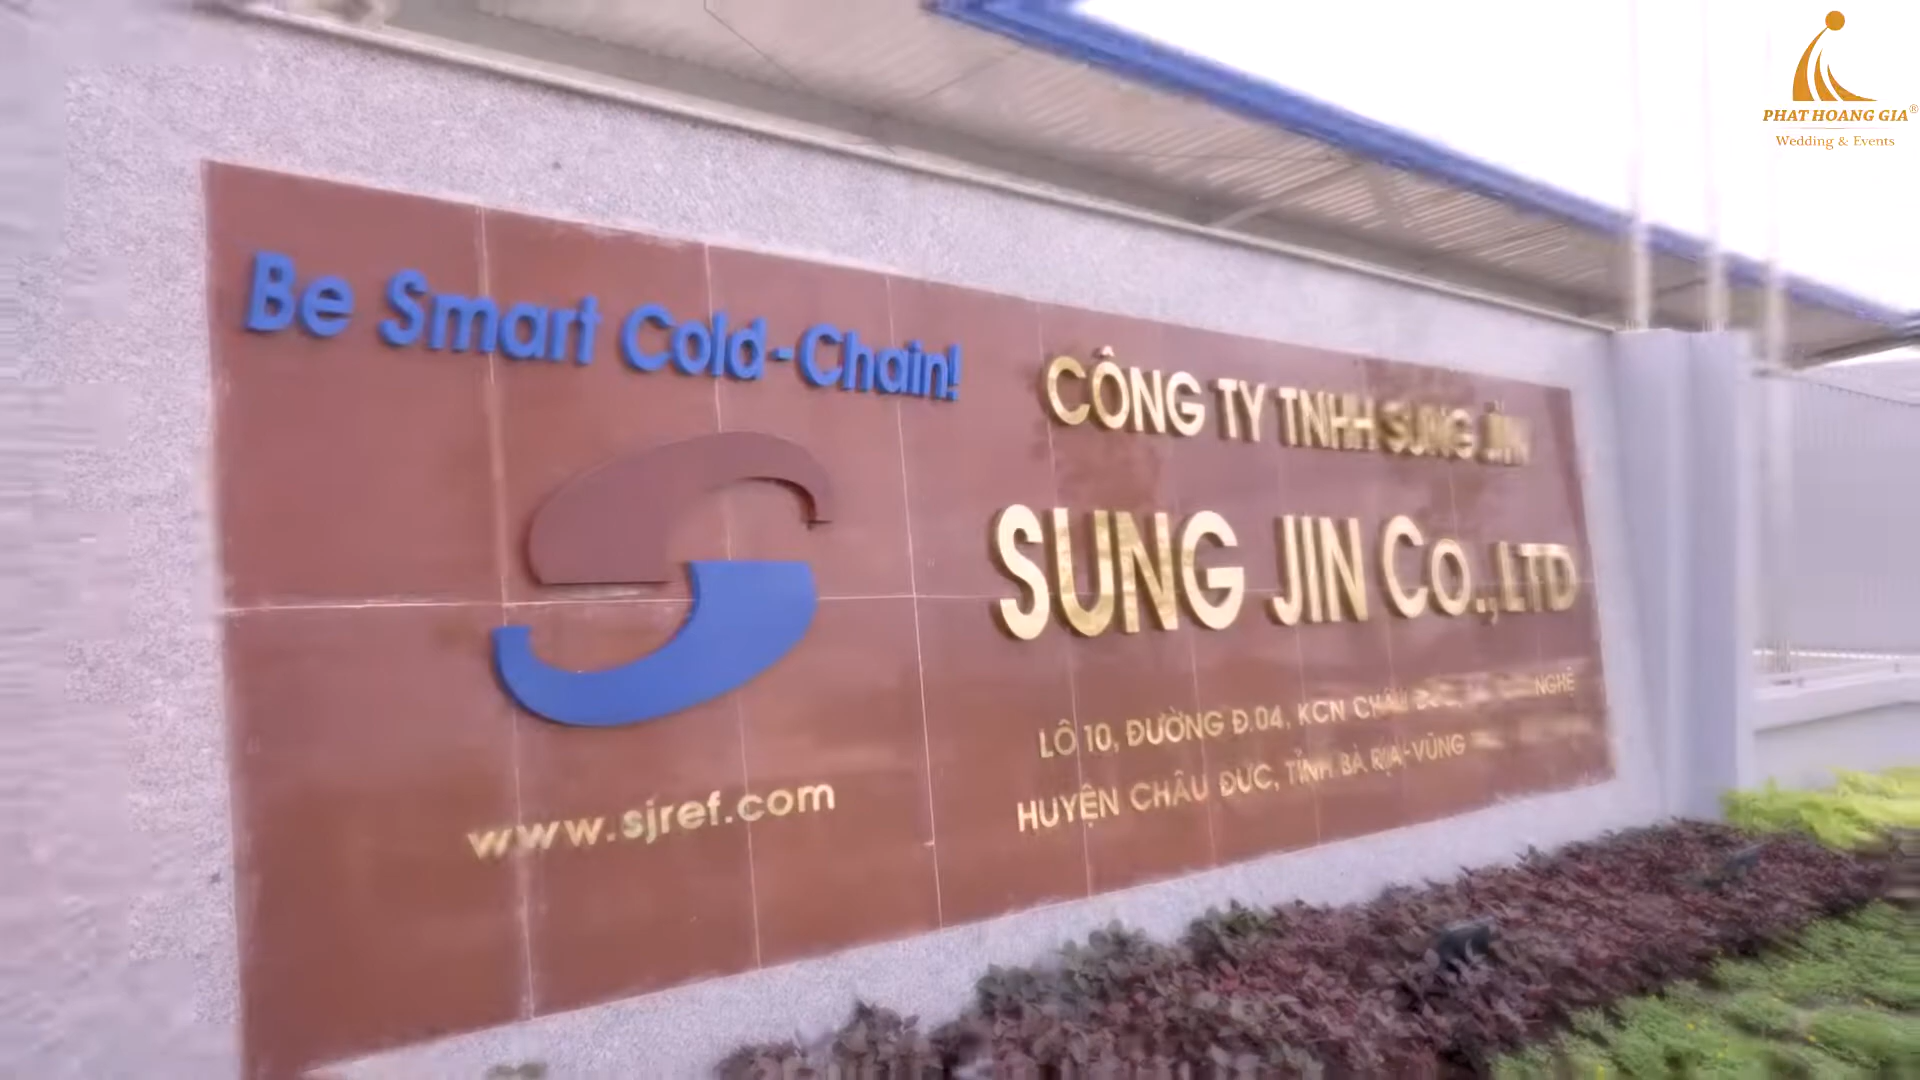 Be Smart Cold-Chain!
www.sjref.com
CÔNG TY TNHH SUNG JIN
SUNG JIN CO.,LTD
LÔ 10, ĐƯỜNG Đ.04, KCN CHÂU NGHỆ
HUYỆN CHÂU ĐỨC, TỈNH BÀ RỊA-VŨNG
PHAT HOANG GIA®
Wedding & Events